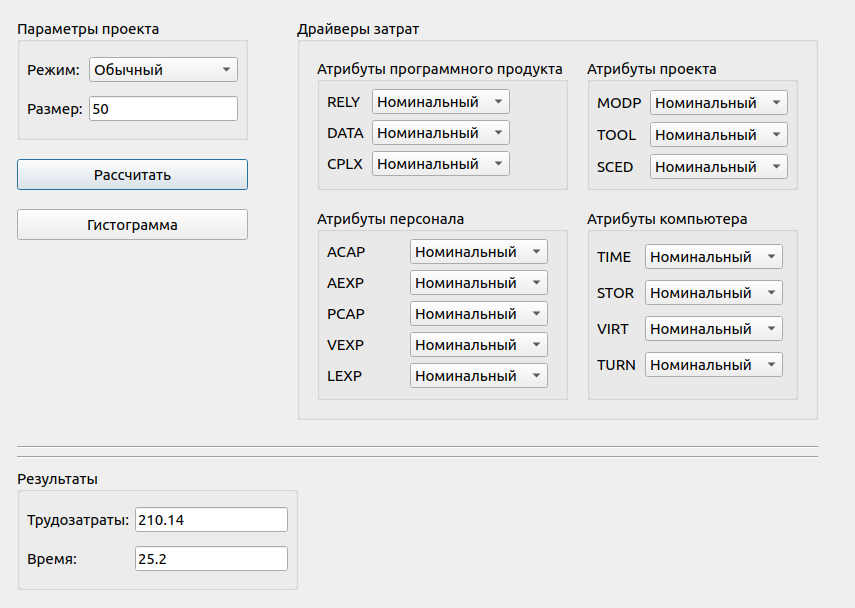 Параметры проекта
Режим: Обычный
Размер: 50
Рассчитать
Гистограмма
Драйверы затрат
Атрибуты программного продукта
RELY Номинальный
DATA Номинальный
CPLX Номинальный
Атрибуты проекта
MODP Номинальный
TOOL Номинальный
SCED Номинальный
Атрибуты персонала
ACAP Номинальный
AEXP Номинальный
PCAP Номинальный
VEXP Номинальный
LEXP Номинальный
Атрибуты компьютера
TIME Номинальный
STOR Номинальный
VIRT Номинальный
TURN Номинальный
Результаты
Трудозатраты: 210.14
Время: 25.2